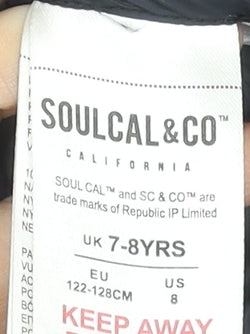 SOULCAL&CO™
CALIFORNIA
SOUL CAL™ and SC & CO™ are
trade marks of Republic IP Limited
UK 7-8YRS
EU US
122-128CM 8
KEEP AWAY